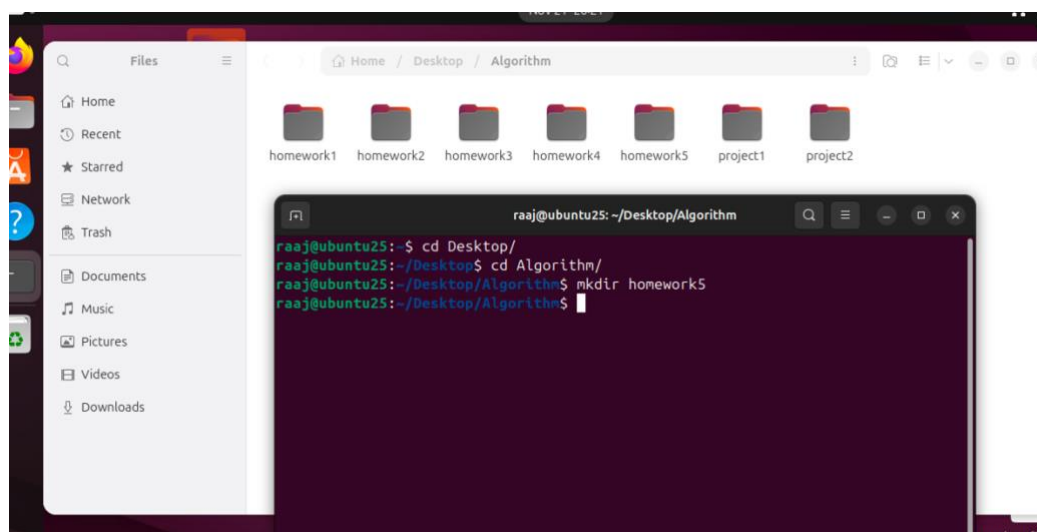 Files
Home / Desktop / Algorithm
Home
Recent
Starred
Network
Trash
Documents
Music
Pictures
Videos
Downloads
homework1 homework2 homework3 homework4 homework5 project1 project2
raaj@ubuntu25: ~/Desktop/Algorithm
raaj@ubuntu25:~$ cd Desktop/
raaj@ubuntu25:~/Desktop$ cd Algorithm/
raaj@ubuntu25:~/Desktop/Algorithm$ mkdir homework5
raaj@ubuntu25:~/Desktop/Algorithm$